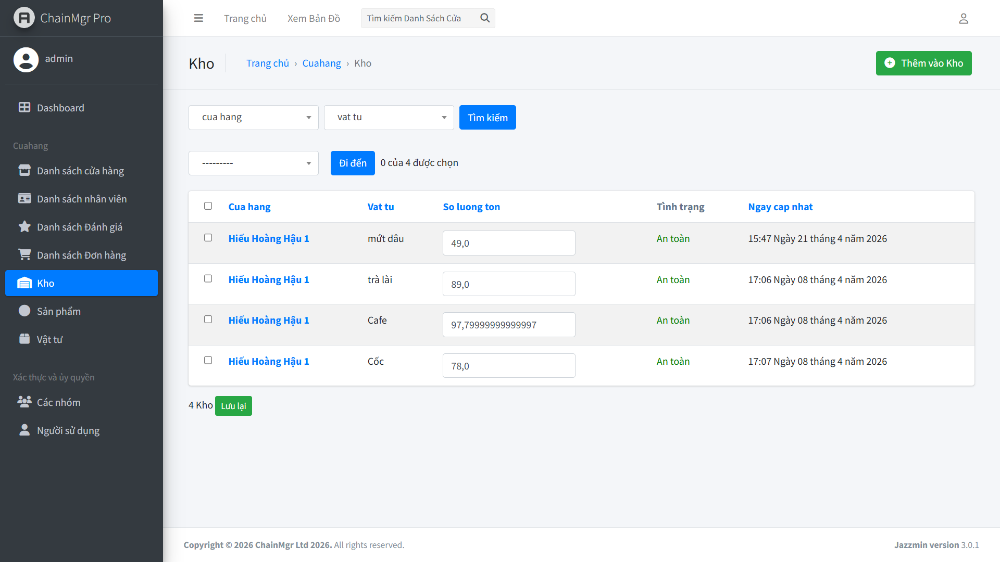 ChainMgr Pro
Trang chủ
Xem Bản Đồ
Tìm kiếm Danh Sách Cửa
admin
Dashboard
Cuahang
Danh sách cửa hàng
Danh sách nhân viên
Danh sách Đánh giá
Danh sách Đơn hàng
Kho
Sản phẩm
Vật tư
Xác thực và ủy quyền
Các nhóm
Người sử dụng
Kho
Trang chủ › Cuahang › Kho
Thêm vào Kho
cua hang
vat tu
Tìm kiếm
---------
Đi đến
0 của 4 được chọn
Cua hang Vat tu So luong ton Tình trạng Ngay cap nhat
Hiếu Hoàng Hậu 1 mứt dâu 49,0 An toàn 15:47 Ngày 21 tháng 4 năm 2026
Hiếu Hoàng Hậu 1 trà lài 89,0 An toàn 17:06 Ngày 08 tháng 4 năm 2026
Hiếu Hoàng Hậu 1 Cafe 97,79999999999997 An toàn 17:06 Ngày 08 tháng 4 năm 2026
Hiếu Hoàng Hậu 1 Cốc 78,0 An toàn 17:07 Ngày 08 tháng 4 năm 2026
4 Kho Lưu lại
Copyright © 2026 ChainMgr Ltd 2026. All rights reserved.
Jazzmin version 3.0.1